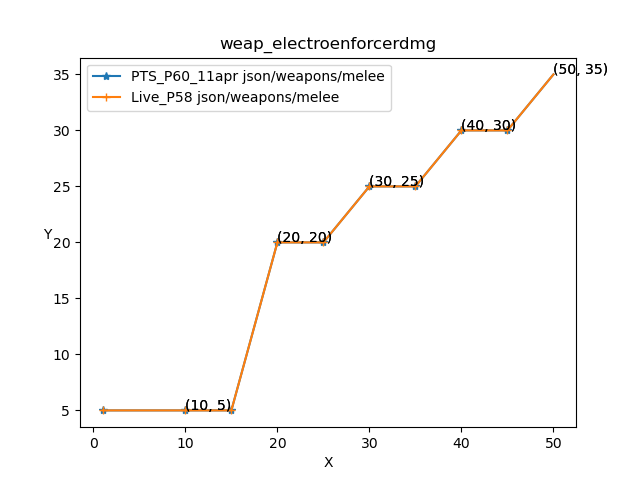 weap_electroenforcerdmg
PTS_P60_11apr json/weapons/melee
Live_P58 json/weapons/melee
(50, 35)
(40, 30)
(30, 25)
(20, 20)
(10, 5)
35
30
25
20
15
10
5
Y
0 10 20 30 40 50
X